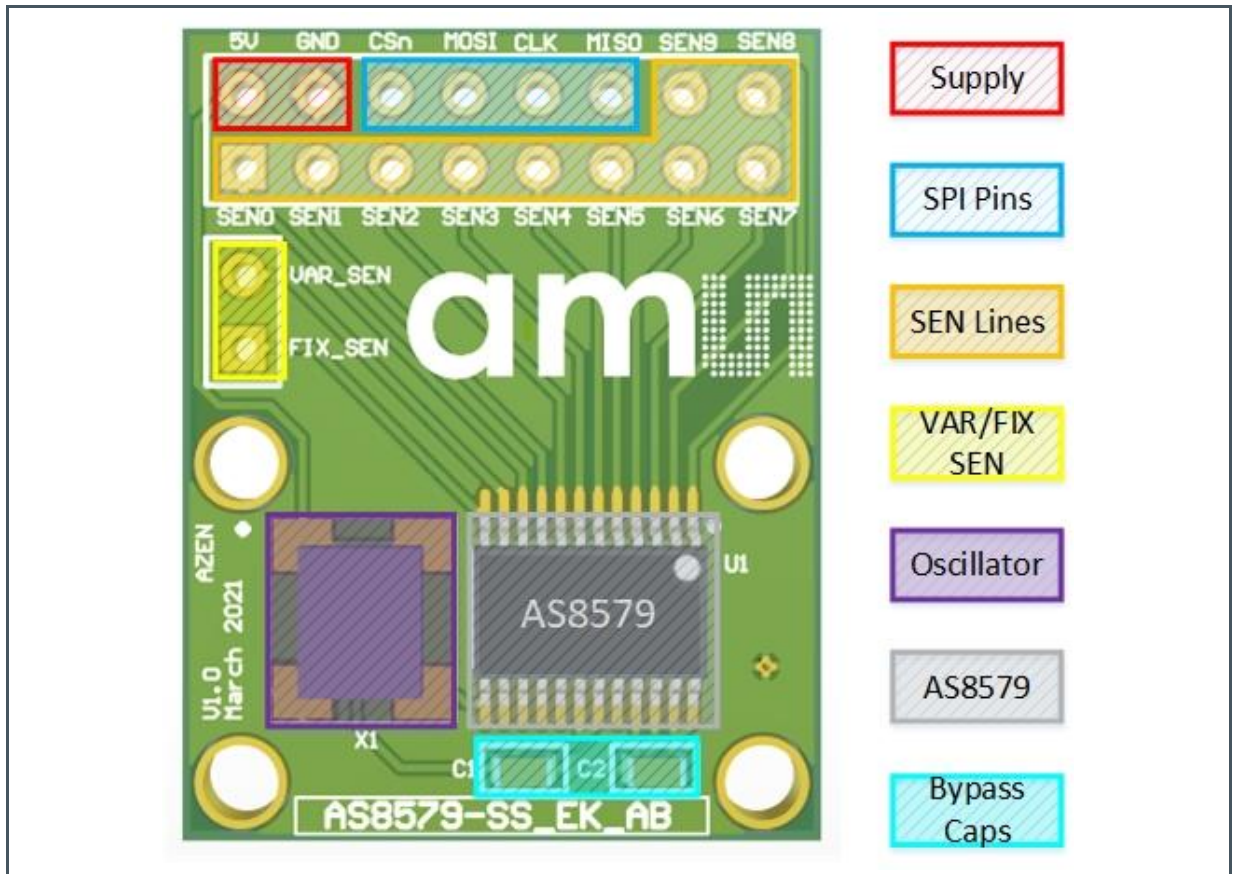 5V GND CSn MOSI CLK MISO SEN9 SEN8
SEN0 SEN1 SEN2 SEN3 SEN4 SEN5 SEN6 SEN7
VAR_SEN
FIX_SEN
am
AZEN
V1.0
March 2021
AS8579
U1
X1
C1
C2
AS8579-SS_EK_AB
Supply
SPI Pins
SEN Lines
VAR/FIX
SEN
Oscillator
AS8579
Bypass
Caps